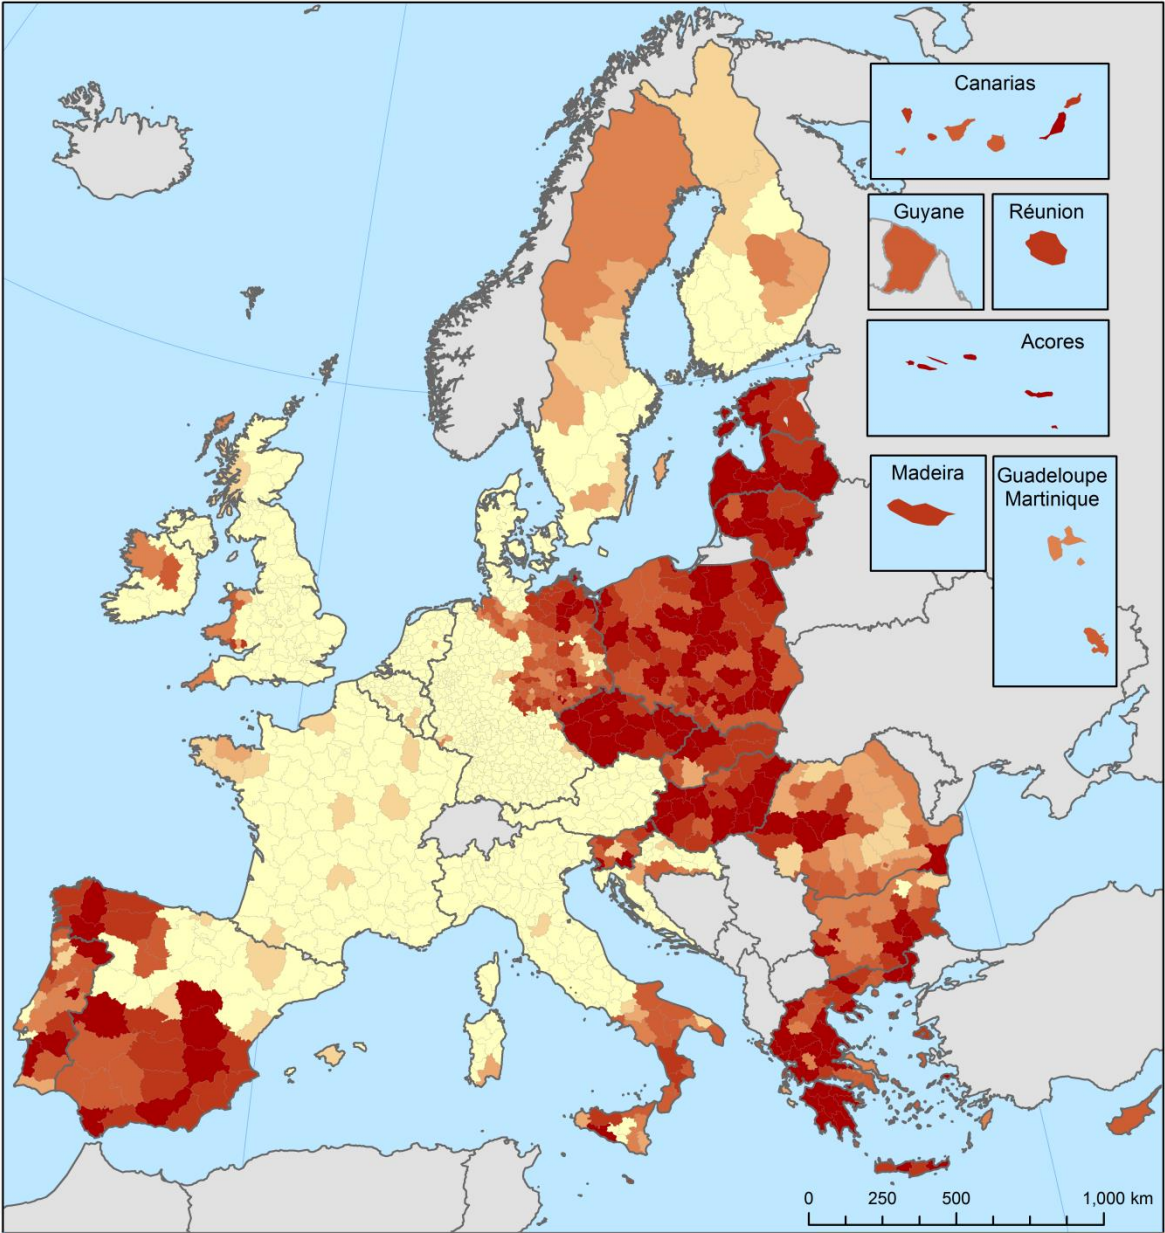 Canarias
Guyane
Réunion
Acores
Madeira
Guadeloupe
Martinique
0 250 500 1,000 km